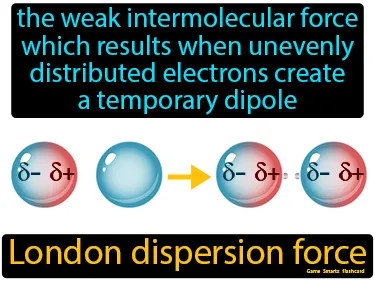 the weak intermolecular force
which results when unevenly
distributed electrons create
a temporary dipole
δ– δ+ δ– δ+ δ– δ+
London dispersion force
Game Smartz flashcard